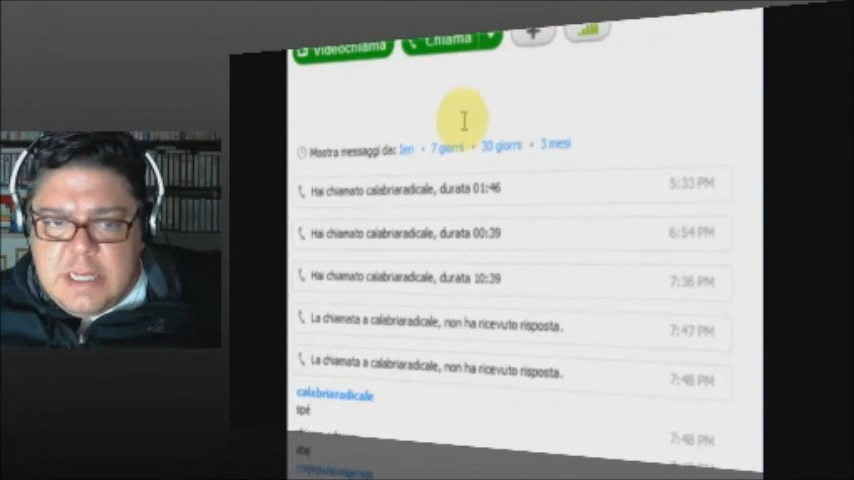 Videochiama
Chiama
Mostra messaggi da: Ieri • 7 giorni • 30 giorni • 3 mesi
Hai chiamato calabriaradicale, durata 01:46 5:33 PM
Hai chiamato calabriaradicale, durata 00:39 6:54 PM
Hai chiamato calabriaradicale, durata 10:39 7:36 PM
La chiamata a calabriaradicale, non ha ricevuto risposta. 7:47 PM
La chiamata a calabriaradicale, non ha ricevuto risposta. 7:48 PM
calabriaradicale
spé 7:48 PM